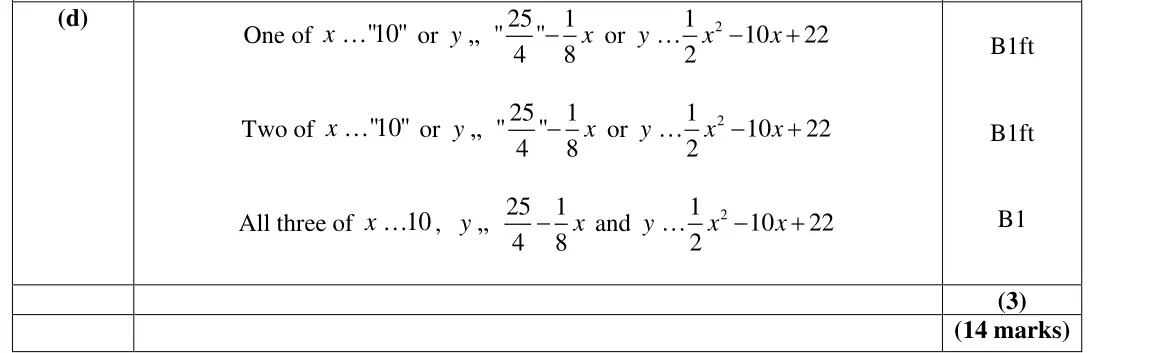 (d)
One of x …"10" or y ,, "25/4"−1/8 x or y …1/2 x²−10x+22
B1ft
Two of x …"10" or y ,, "25/4"−1/8 x or y …1/2 x²−10x+22
B1ft
All three of x …10, y ,, 25/4−1/8 x and y …1/2 x²−10x+22
B1
(3)
(14 marks)